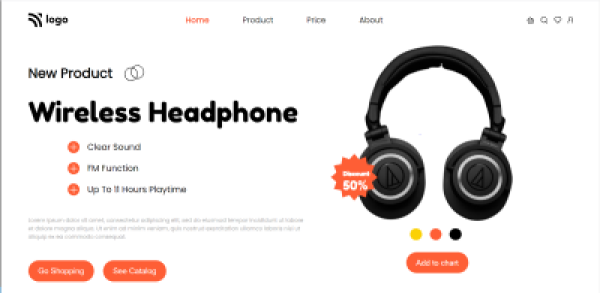 logo
Home Product Price About
New Product
Wireless Headphone
Clear Sound
FM Function
Up To 11 Hours Playtime
Discount
50%
Lorem ipsum dolor sit amet, consectetur adipiscing elit, sed do eiusmod tempor incididunt ut labore
et dolore magna aliqua. Ut enim ad minim veniam, quis nostrud exercitation ullamco laboris nisi ut
aliquip ex ea commodo consequat.
Go Shopping See Catalog
Add to chart